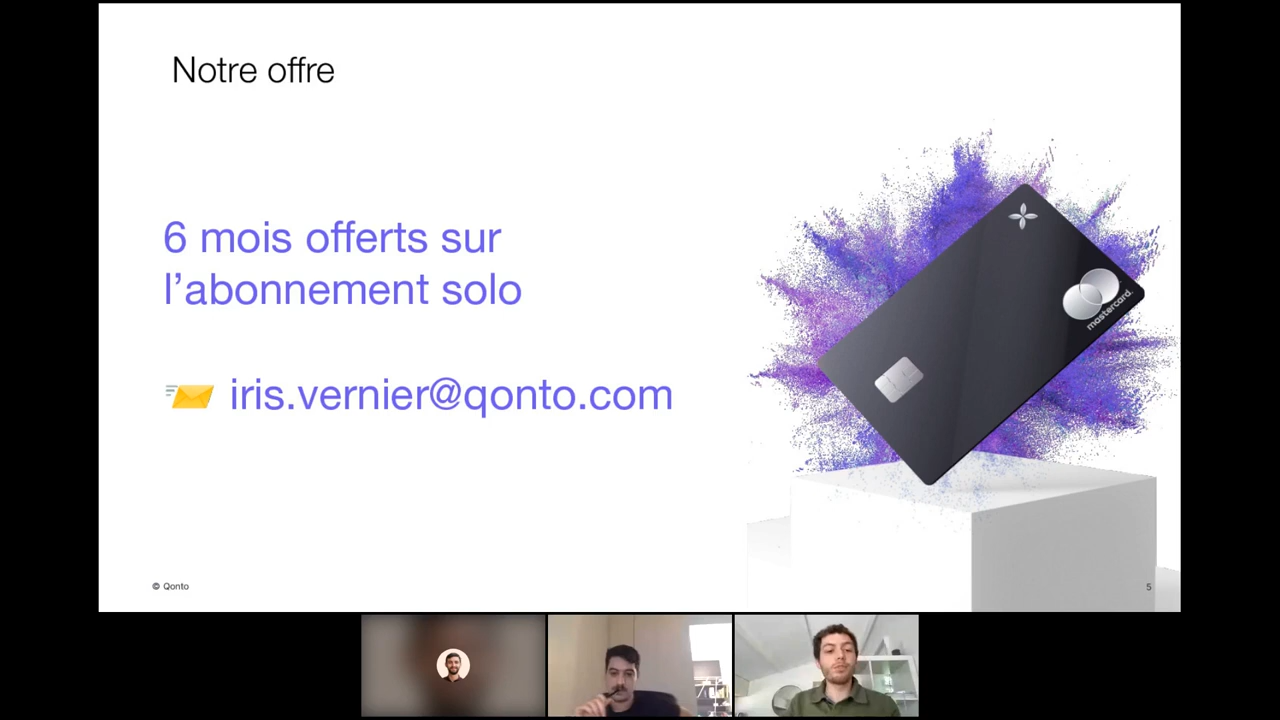 Notre offre
6 mois offerts sur
l’abonnement solo
iris.vernier@qonto.com
mastercard.
© Qonto
5